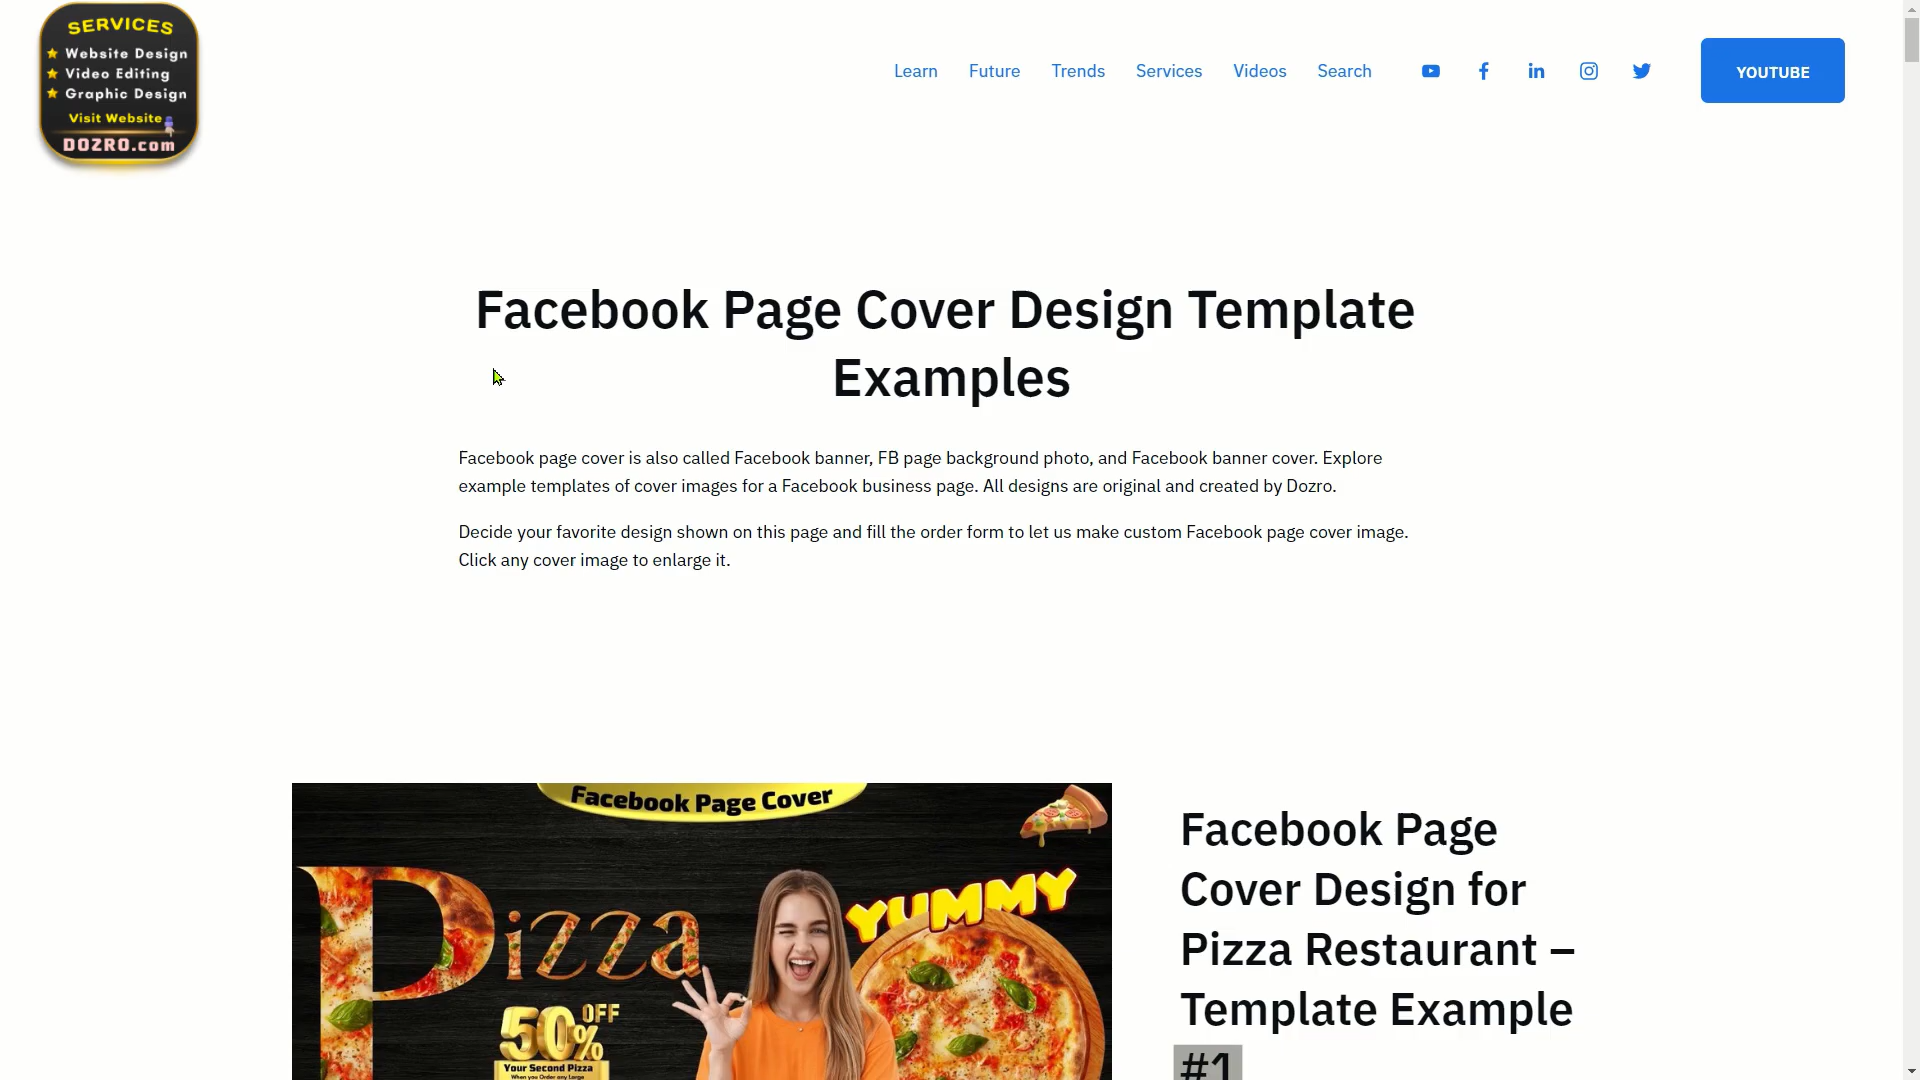 SERVICES
Website Design
Video Editing
Graphic Design
Visit Website
DOZRO.com
Learn Future Trends Services Videos Search YOUTUBE
Facebook Page Cover Design Template
Examples
Facebook page cover is also called Facebook banner, FB page background photo, and Facebook banner cover. Explore
example templates of cover images for a Facebook business page. All designs are original and created by Dozro.
Decide your favorite design shown on this page and fill the order form to let us make custom Facebook page cover image.
Click any cover image to enlarge it.
Facebook Page Cover
Pizza
YUMMY
50% OFF
Your Second Pizza
When you Order any Large
Facebook Page
Cover Design for
Pizza Restaurant –
Template Example
#1